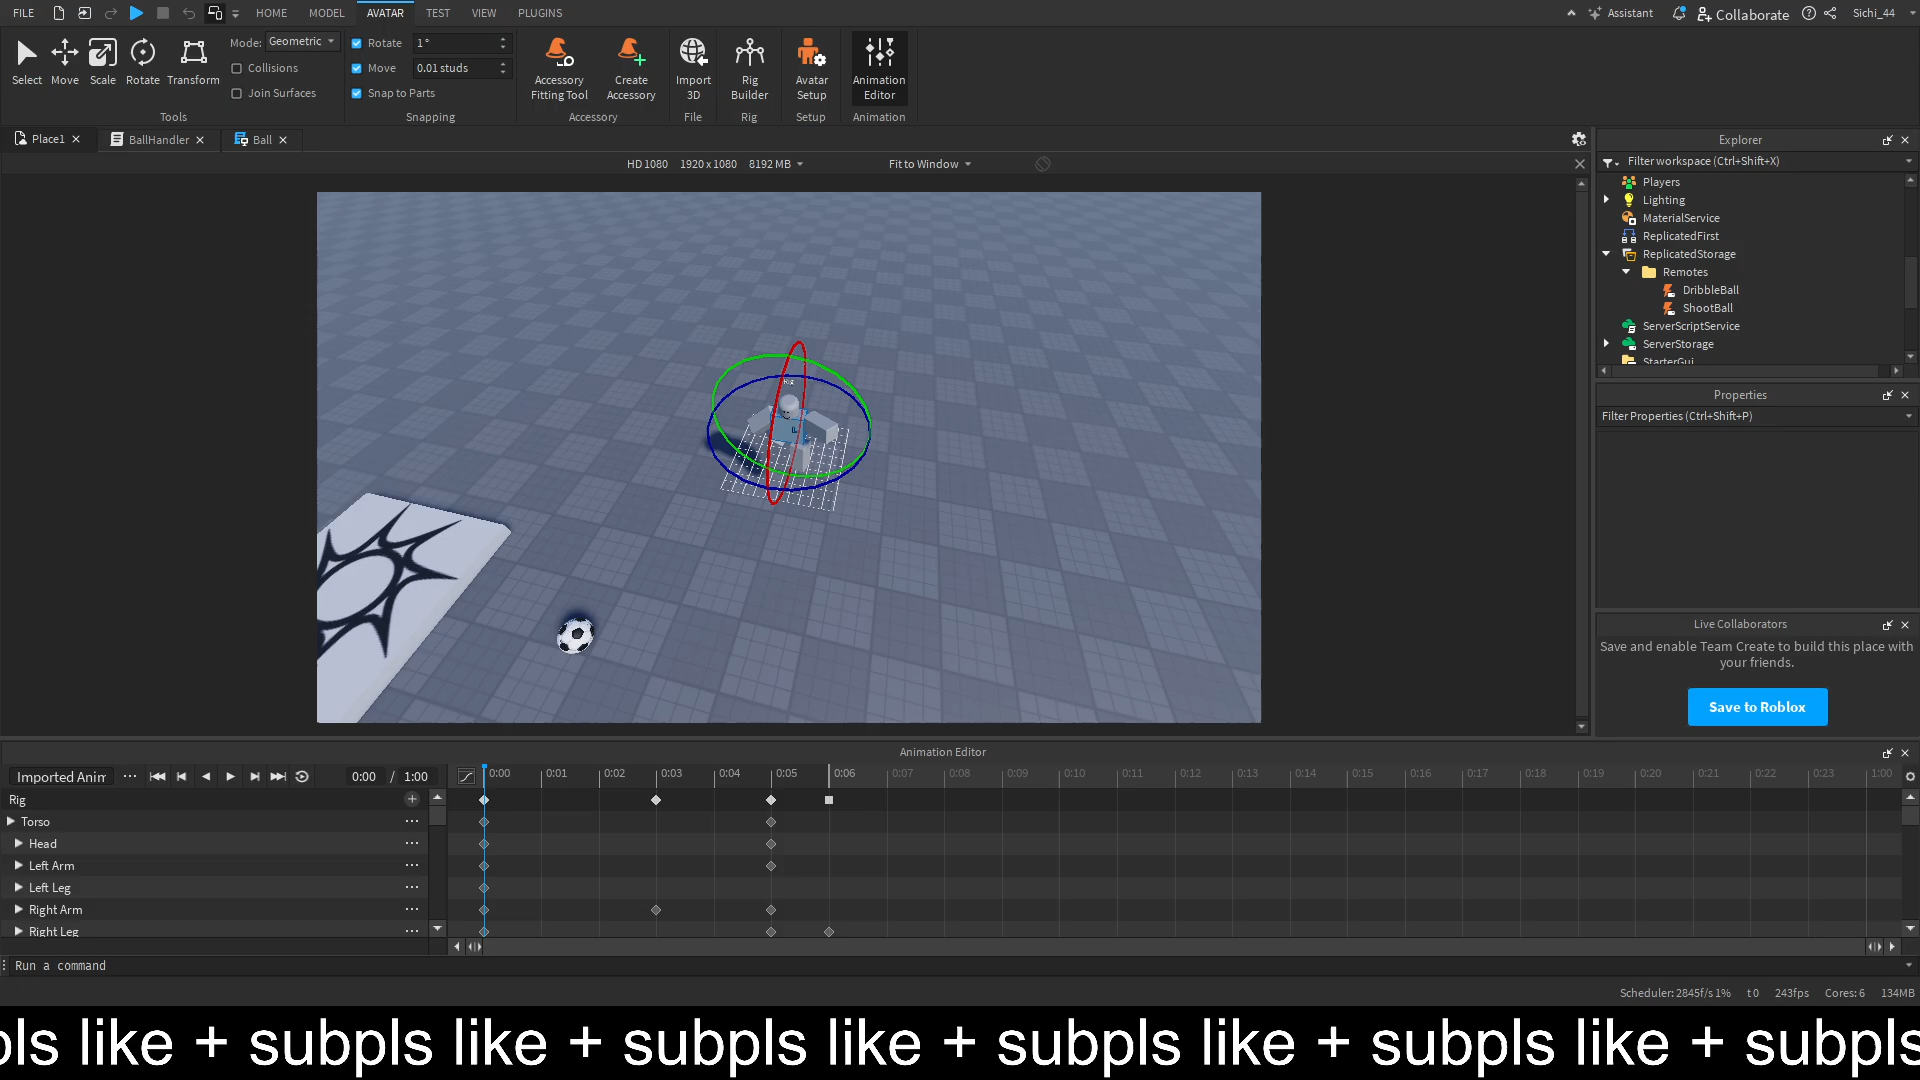 FILE HOME MODEL AVATAR TEST VIEW PLUGINS Assistant Collaborate Sichi_44
Select Move Scale Rotate Transform
Mode: Geometric
Collisions
Join Surfaces
Tools
Rotate 1°
Move 0.01 studs
Snap to Parts
Snapping
Accessory
Fitting Tool
Create
Accessory
Accessory
Import
3D
File
Rig
Builder
Rig
Avatar
Setup
Setup
Animation
Editor
Animation
Place1 BallHandler Ball
HD 1080 1920 x 1080 8192 MB Fit to Window
Rig
Explorer
Filter workspace (Ctrl+Shift+X)
Players
Lighting
MaterialService
ReplicatedFirst
ReplicatedStorage
Remotes
DribbleBall
ShootBall
ServerScriptService
ServerStorage
StarterGui
Properties
Filter Properties (Ctrl+Shift+P)
Live Collaborators
Save and enable Team Create to build this place with
your friends.
Save to Roblox
Animation Editor
Imported Anim 0:00 / 1:00 0:00 0:01 0:02 0:03 0:04 0:05 0:06 0:07 0:08 0:09 0:10 0:11 0:12 0:13 0:14 0:15 0:16 0:17 0:18 0:19 0:20 0:21 0:22 0:23 1:00
Rig
Torso
Head
Left Arm
Left Leg
Right Arm
Right Leg
Run a command
Scheduler: 2845f/s 1% t 0 243fps Cores: 6 134MB
pls like + subpls like + subpls like + subpls like + subpls like + subpls